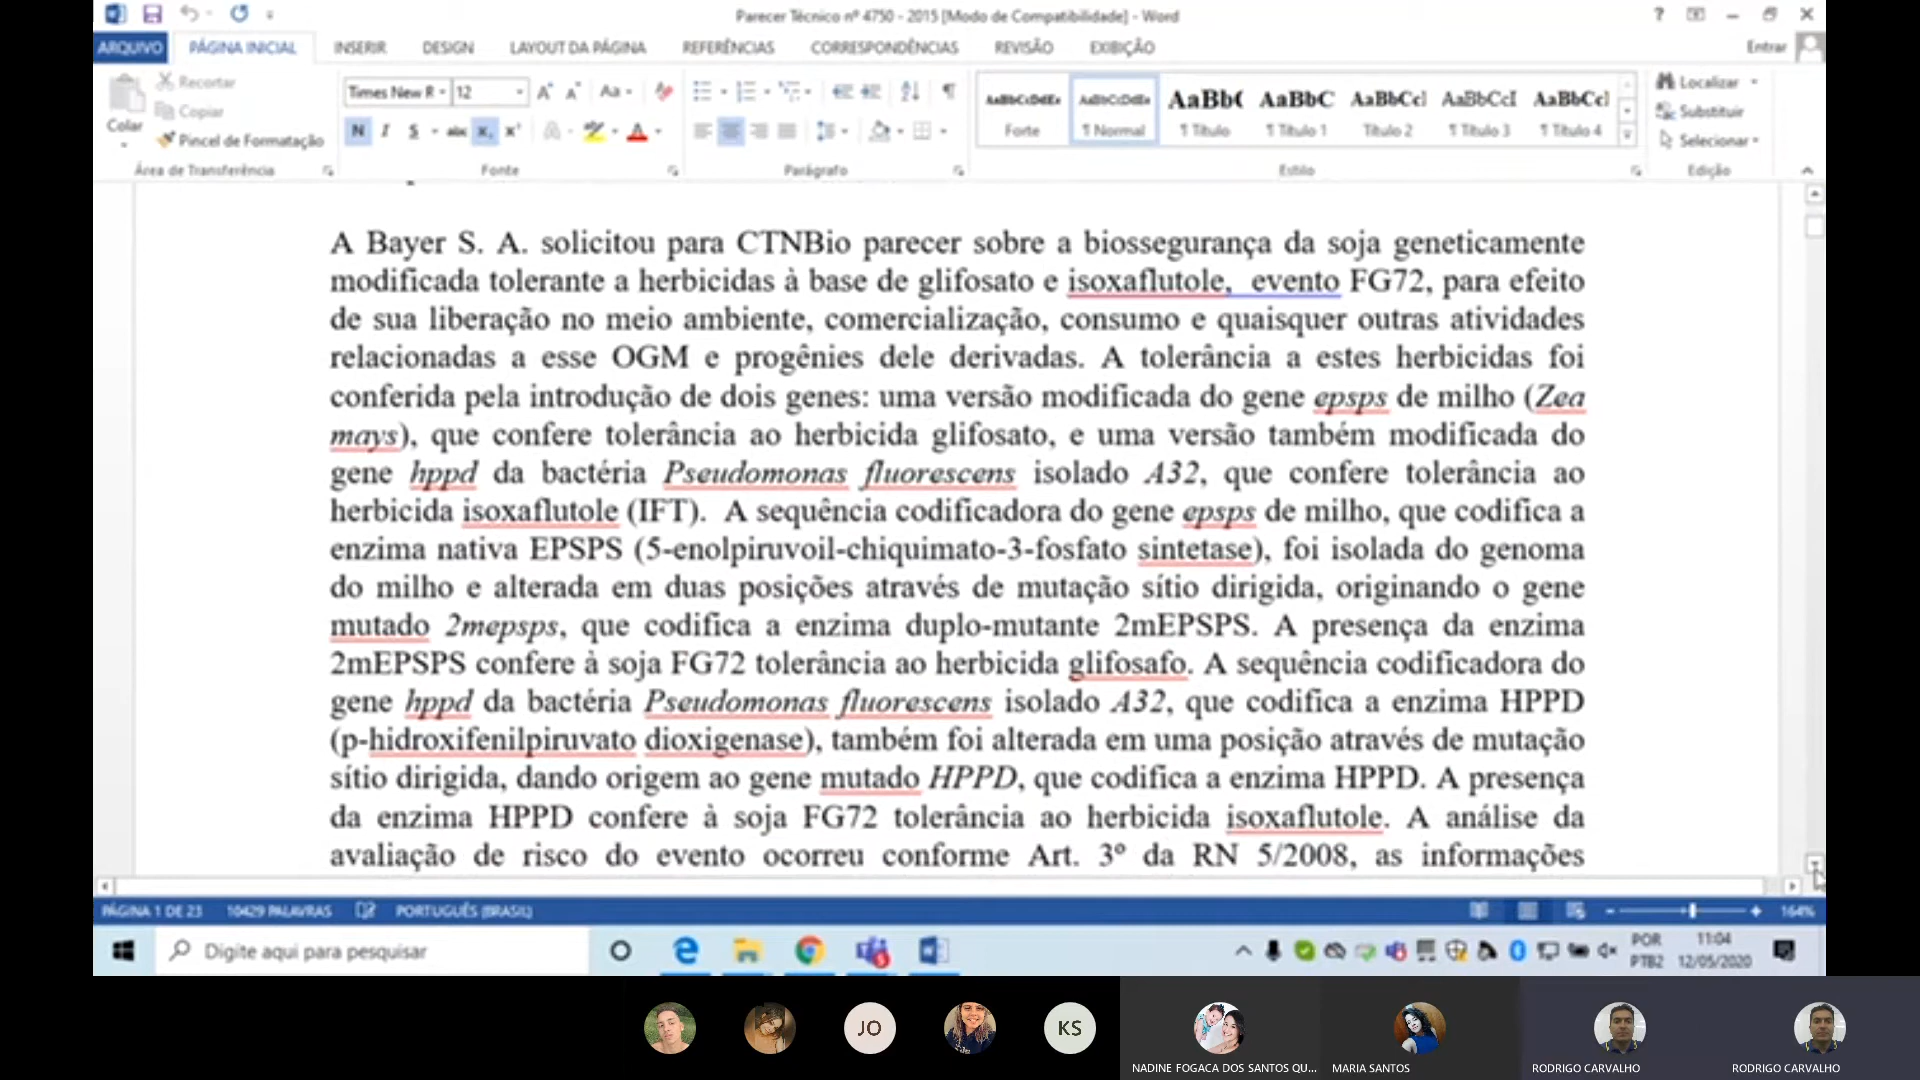 Parecer Técnico nº 4750 - 2015 [Modo de Compatibilidade] - Word
ARQUIVO PÁGINA INICIAL INSERIR DESIGN LAYOUT DA PÁGINA REFERÊNCIAS CORRESPONDÊNCIAS REVISÃO EXIBIÇÃO Entrar
Colar
Recortar
Copiar
Pincel de Formatação
Área de Transferência
Times New R 12
N I S abc x₂ x²
Fonte
Parágrafo
AaBbCcDdEe AaBbCcDdEe AaBb( AaBbC AaBbCc] AaBbCcI AaBbCc]
Forte ¶ Normal ¶ Título ¶ Título 1 Título 2 ¶ Título 3 ¶ Título 4
Estilo
Localizar
Substituir
Selecionar
Edição
A Bayer S. A. solicitou para CTNBio parecer sobre a biossegurança da soja geneticamente
modificada tolerante a herbicidas à base de glifosato e isoxaflutole, evento FG72, para efeito
de sua liberação no meio ambiente, comercialização, consumo e quaisquer outras atividades
relacionadas a esse OGM e progênies dele derivadas. A tolerância a estes herbicidas foi
conferida pela introdução de dois genes: uma versão modificada do gene epsps de milho (Zea
mays), que confere tolerância ao herbicida glifosato, e uma versão também modificada do
gene hppd da bactéria Pseudomonas fluorescens isolado A32, que confere tolerância ao
herbicida isoxaflutole (IFT). A sequência codificadora do gene epsps de milho, que codifica a
enzima nativa EPSPS (5-enolpiruvoil-chiquimato-3-fosfato sintetase), foi isolada do genoma
do milho e alterada em duas posições através de mutação sítio dirigida, originando o gene
mutado 2mepsps, que codifica a enzima duplo-mutante 2mEPSPS. A presença da enzima
2mEPSPS confere à soja FG72 tolerância ao herbicida glifosafo. A sequência codificadora do
gene hppd da bactéria Pseudomonas fluorescens isolado A32, que codifica a enzima HPPD
(p-hidroxifenilpiruvato dioxigenase), também foi alterada em uma posição através de mutação
sítio dirigida, dando origem ao gene mutado HPPD, que codifica a enzima HPPD. A presença
da enzima HPPD confere à soja FG72 tolerância ao herbicida isoxaflutole. A análise da
avaliação de risco do evento ocorreu conforme Art. 3º da RN 5/2008, as informações
PÁGINA 1 DE 23 10429 PALAVRAS PORTUGUÊS (BRASIL) 164%
Digite aqui para pesquisar
POR
PTB2
11:04
12/05/2020
JO
KS
NADINE FOGACA DOS SANTOS QU...
MARIA SANTOS
RODRIGO CARVALHO
RODRIGO CARVALHO